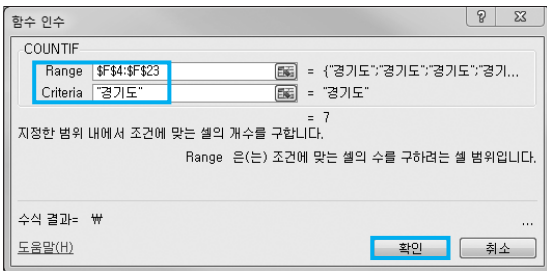 함수 인수
COUNTIF
Range $F$4:$F$23 = {"경기도";"경기도";"경기도";"경기...
Criteria "경기도" = "경기도"
= 7
지정한 범위 내에서 조건에 맞는 셀의 개수를 구합니다.
Range 은(는) 조건에 맞는 셀의 수를 구하려는 셀 범위입니다.
수식 결과= ₩ ...
도움말(H) 확인 취소